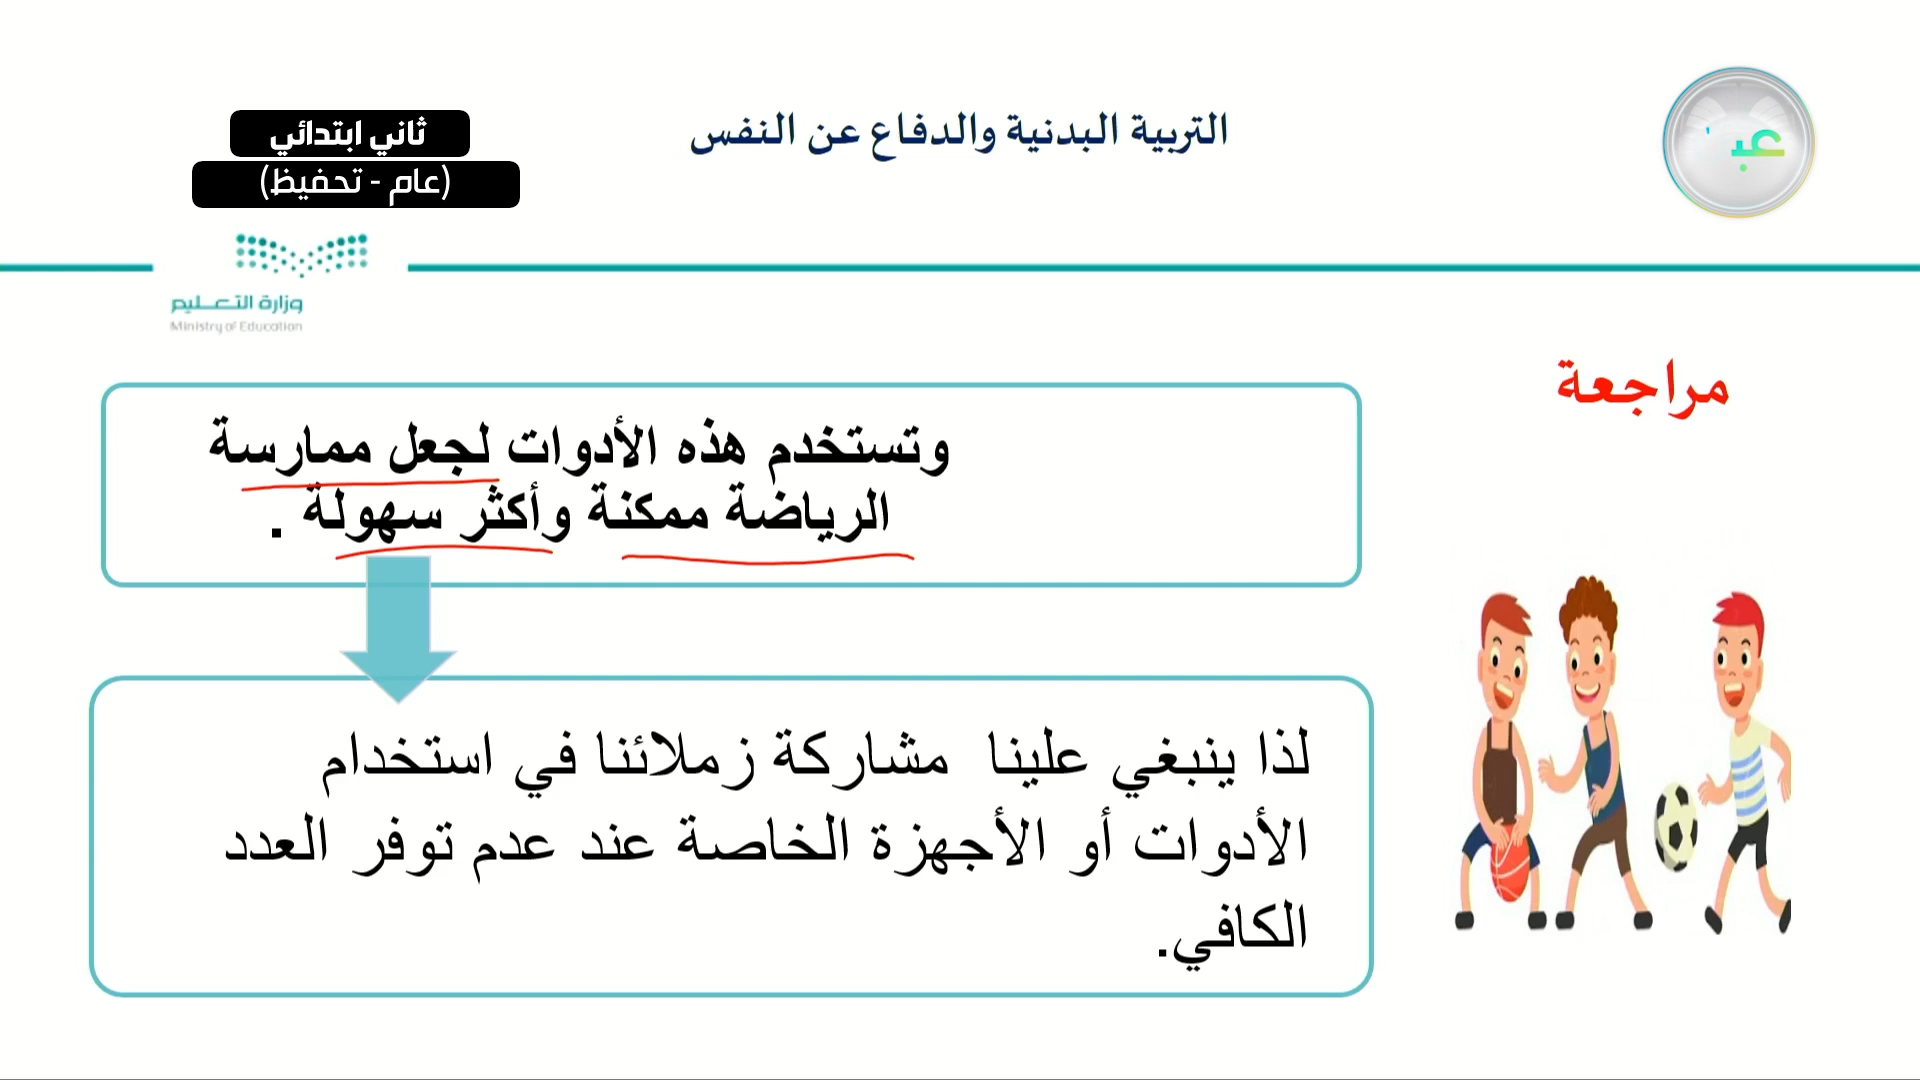 التربية البدنية والدفاع عن النفس
ثاني ابتدائي
(عام - تحفيظ)
وزارة التعليم
Ministry of Education
مراجعة
وتستخدم هذه الأدوات لجعل ممارسة
الرياضة ممكنة وأكثر سهولة .
لذا ينبغي علينا مشاركة زملائنا في استخدام
الأدوات أو الأجهزة الخاصة عند عدم توفر العدد
الكافي.